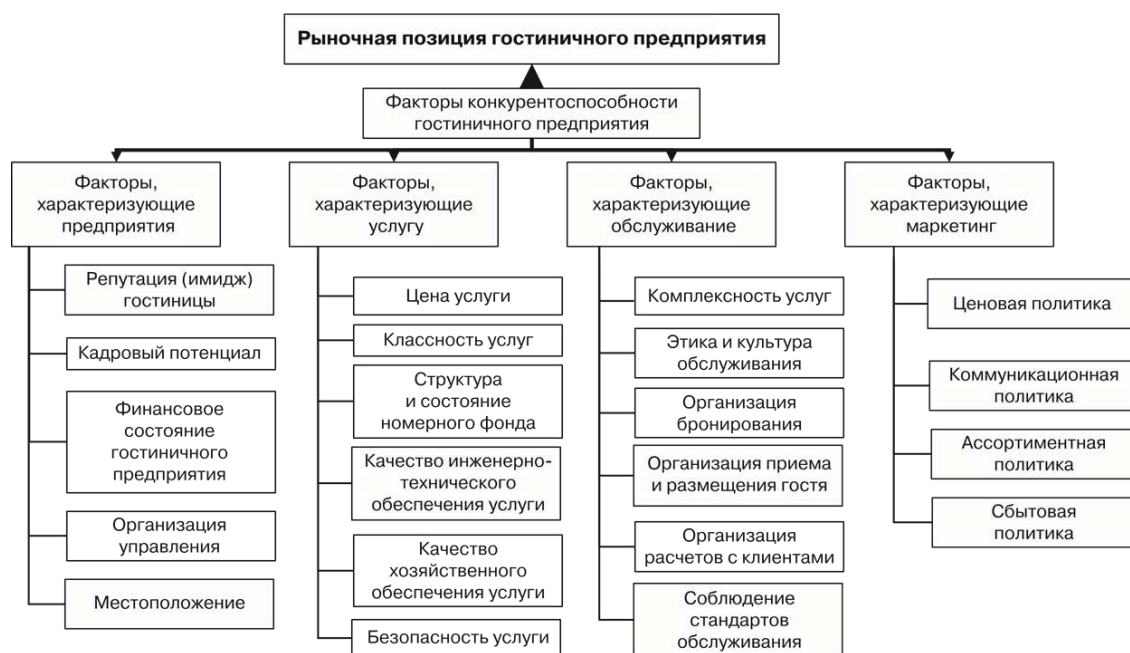 Рыночная позиция гостиничного предприятия
Факторы конкурентоспособности
гостиничного предприятия
Факторы,
характеризующие
предприятия
Репутация (имидж)
гостиницы
Кадровый потенциал
Финансовое
состояние
гостиничного
предприятия
Организация
управления
Местоположение
Факторы,
характеризующие
услугу
Цена услуги
Классность услуг
Структура
и состояние
номерного фонда
Качество инженерно-
технического
обеспечения услуги
Качество
хозяйственного
обеспечения услуги
Безопасность услуги
Факторы,
характеризующие
обслуживание
Комплексность услуг
Этика и культура
обслуживания
Организация
бронирования
Организация приема
и размещения гостя
Организация
расчетов с клиентами
Соблюдение
стандартов
обслуживания
Факторы,
характеризующие
маркетинг
Ценовая политика
Коммуникационная
политика
Ассортиментная
политика
Сбытовая
политика